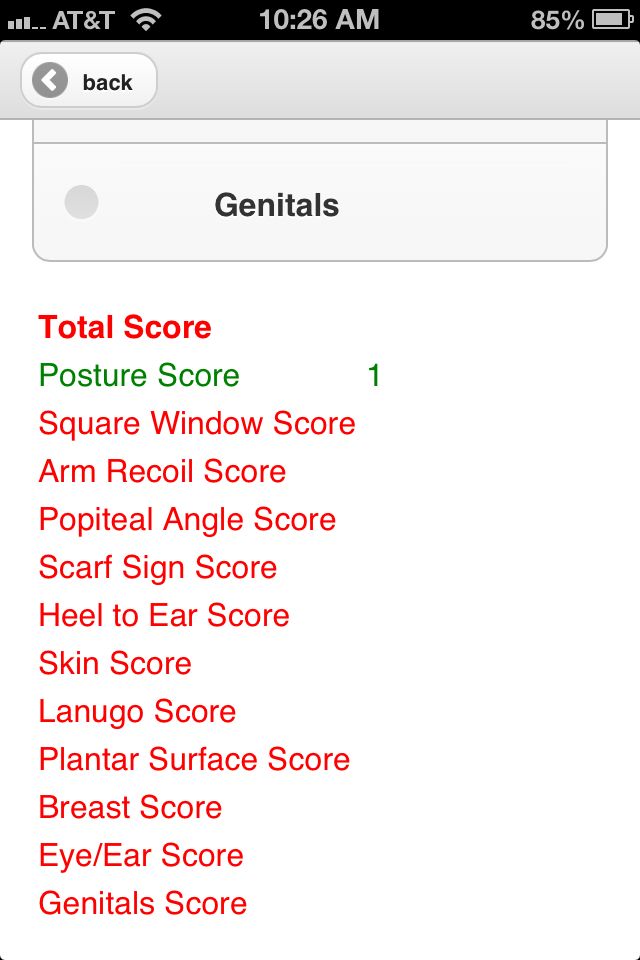 AT&T 10:26 AM 85%
back
Genitals
Total Score
Posture Score 1
Square Window Score
Arm Recoil Score
Popiteal Angle Score
Scarf Sign Score
Heel to Ear Score
Skin Score
Lanugo Score
Plantar Surface Score
Breast Score
Eye/Ear Score
Genitals Score